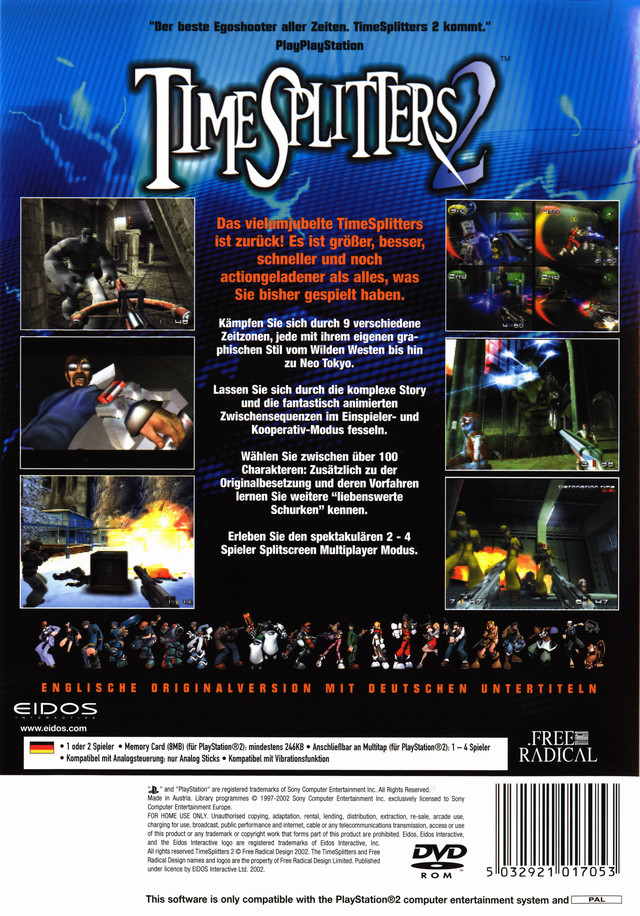 "Der beste Egoshooter aller Zeiten. TimeSplitters 2 kommt."
PlayPlayStation
TIMESPLITTERS 2 ™
Das vielumjubelte TimeSplitters
ist zurück! Es ist größer, besser,
schneller und noch
actiongeladener als alles, was
Sie bisher gespielt haben.
Kämpfen Sie sich durch 9 verschiedene
Zeitzonen, jede mit ihrem eigenen gra-
phischen Stil vom Wilden Westen bis hin
zu Neo Tokyo.
Lassen Sie sich durch die komplexe Story
und die fantastisch animierten
Zwischensequenzen im Einspieler- und
Kooperativ-Modus fesseln.
Wählen Sie zwischen über 100
Charakteren: Zusätzlich zu der
Originalbesetzung und deren Vorfahren
lernen Sie weitere "liebenswerte
Schurken" kennen.
Erleben Sie den spektakulären 2 - 4
Spieler Splitscreen Multiplayer Modus.
ENGLISCHE ORIGINALVERSION MIT DEUTSCHEN UNTERTITELN
EIDOS
INTERACTIVE
www.eidos.com
• 1 oder 2 Spieler • Memory Card (8MB) (für PlayStation®2): mindestens 246KB • Anschließbar an Multitap (für PlayStation®2): 1 – 4 Spieler
• Kompatibel mit Analogsteuerung: nur Analog Sticks • Kompatibel mit Vibrationsfunktion
FREE
RADICAL
" and "PlayStation" are registered trademarks of Sony Computer Entertainment Inc. All Rights Reserved.
Made in Austria. Library programmes © 1997-2002 Sony Computer Entertainment Inc. exclusively licensed to Sony
Computer Entertainment Europe.
FOR HOME USE ONLY. Unauthorised copying, adaptation, rental, lending, distribution, extraction, re-sale, arcade use,
charging for use, broadcast, public performance and internet, cable or any telecommunications transmission, access or use
of this product or any trademark or copyright work that forms part of this product are prohibited. Eidos, Eidos Interactive,
and the Eidos Interactive logo are registered trademarks of Eidos Interactive, Inc.
All rights reserved.TimeSplitters 2 © Free Radical Design 2002. The TimeSplitters and Free
Radical Design names and logos are the property of Free Radical Design Limited. Published
under licence by EIDOS Interactive Ltd. 2002.
DVD
ROM
5 032921 017053
This software is only compatible with the PlayStation®2 computer entertainment system and PAL